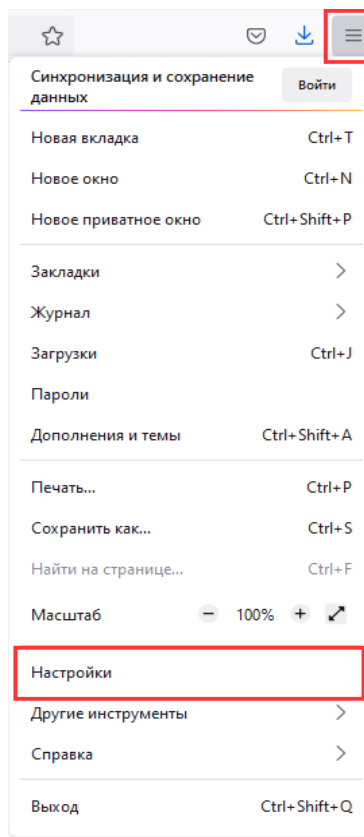 Синхронизация и сохранение
данных
Войти
Новая вкладка Ctrl+T
Новое окно Ctrl+N
Новое приватное окно Ctrl+Shift+P
Закладки
Журнал
Загрузки Ctrl+J
Пароли
Дополнения и темы Ctrl+Shift+A
Печать... Ctrl+P
Сохранить как... Ctrl+S
Найти на странице... Ctrl+F
Масштаб − 100% +
Настройки
Другие инструменты
Справка
Выход Ctrl+Shift+Q